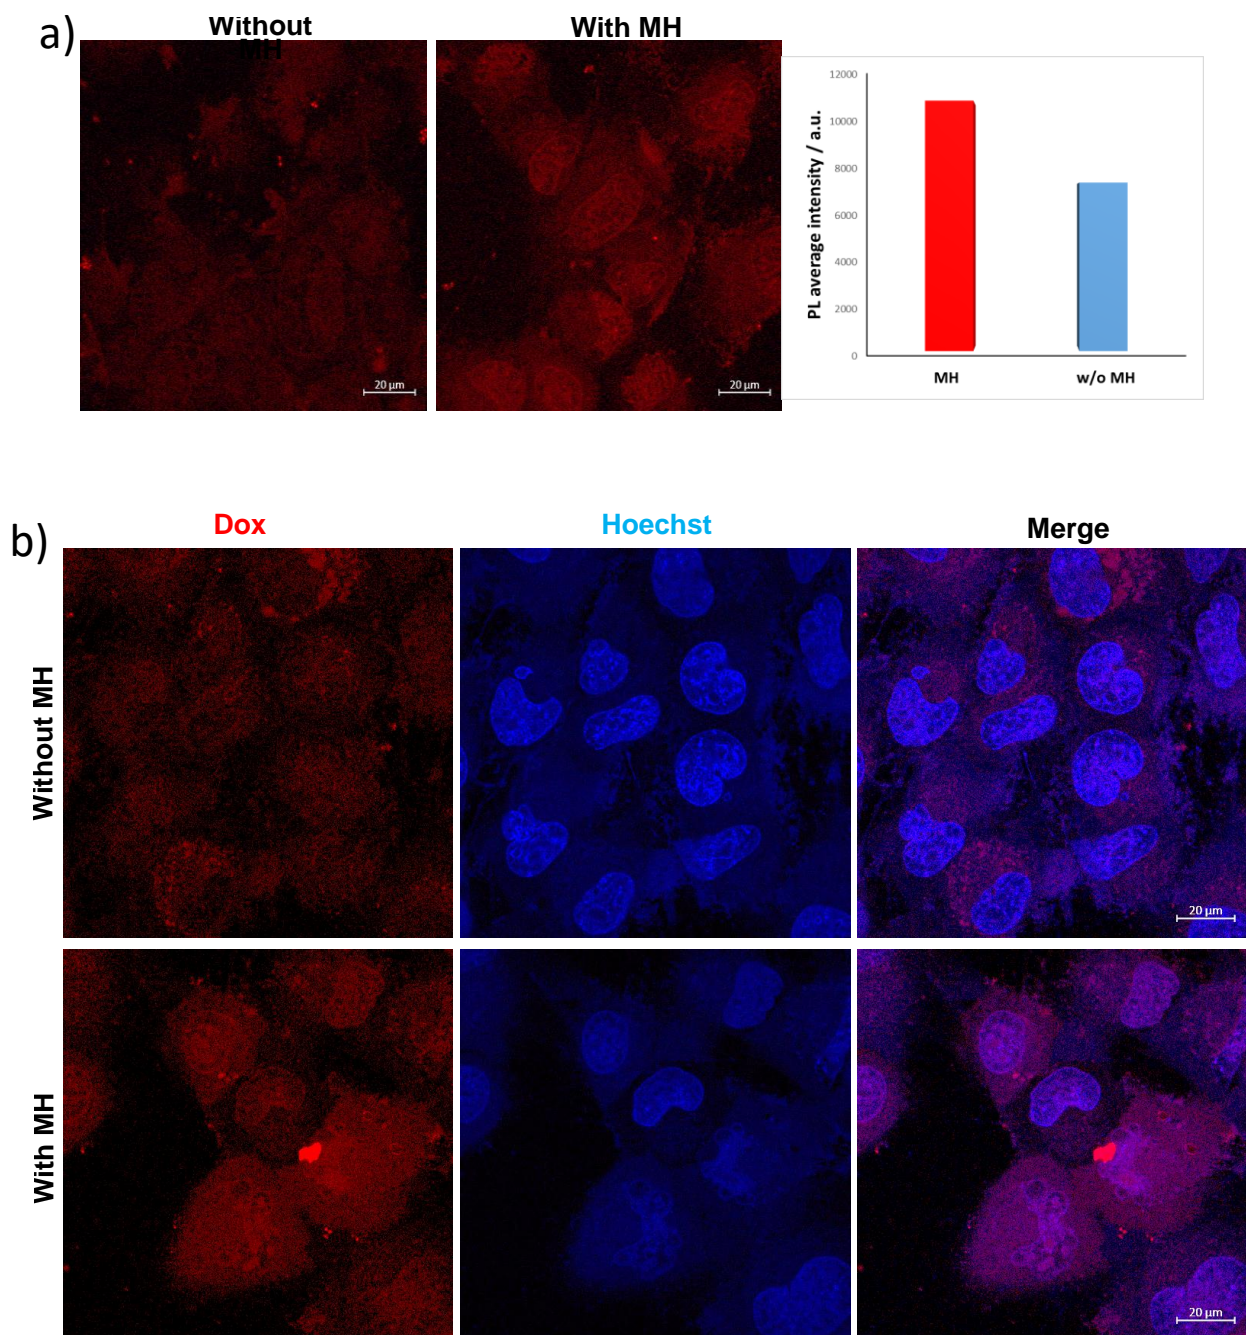 a)
Without
MH
With MH
20 µm
20 µm
PL average intensity / a.u.
12000
10000
8000
6000
4000
2000
0
MH
w/o MH
b)
Dox
Hoechst
Merge
Without MH
20 µm
With MH
20 µm